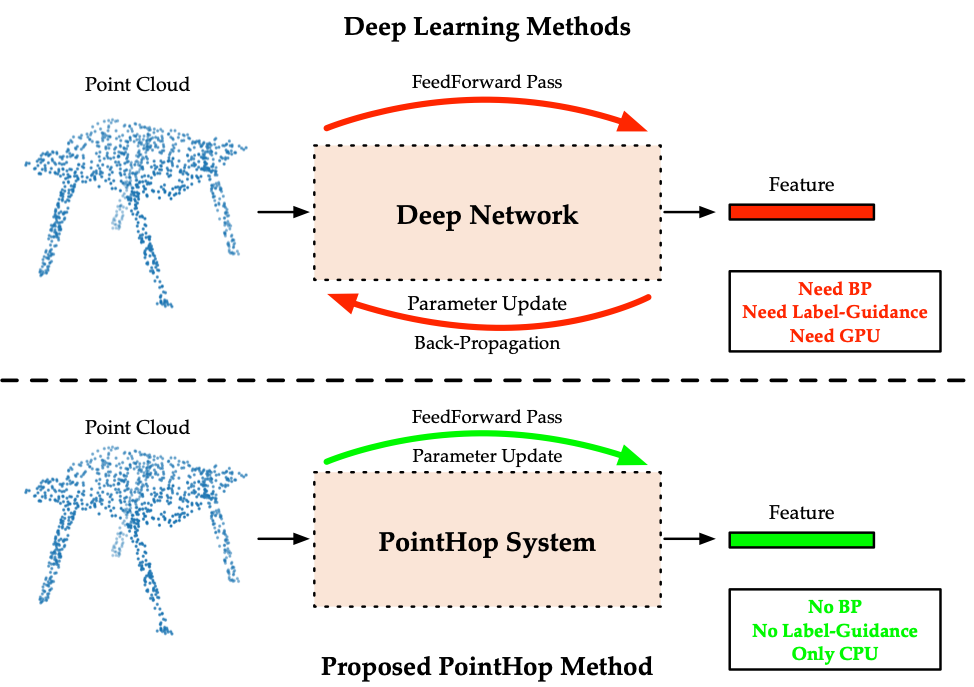 Deep Learning Methods
Point Cloud
FeedForward Pass
Deep Network
Feature
Parameter Update
Back-Propagation
Need BP
Need Label-Guidance
Need GPU
Point Cloud
FeedForward Pass
Parameter Update
PointHop System
Feature
No BP
No Label-Guidance
Only CPU
Proposed PointHop Method